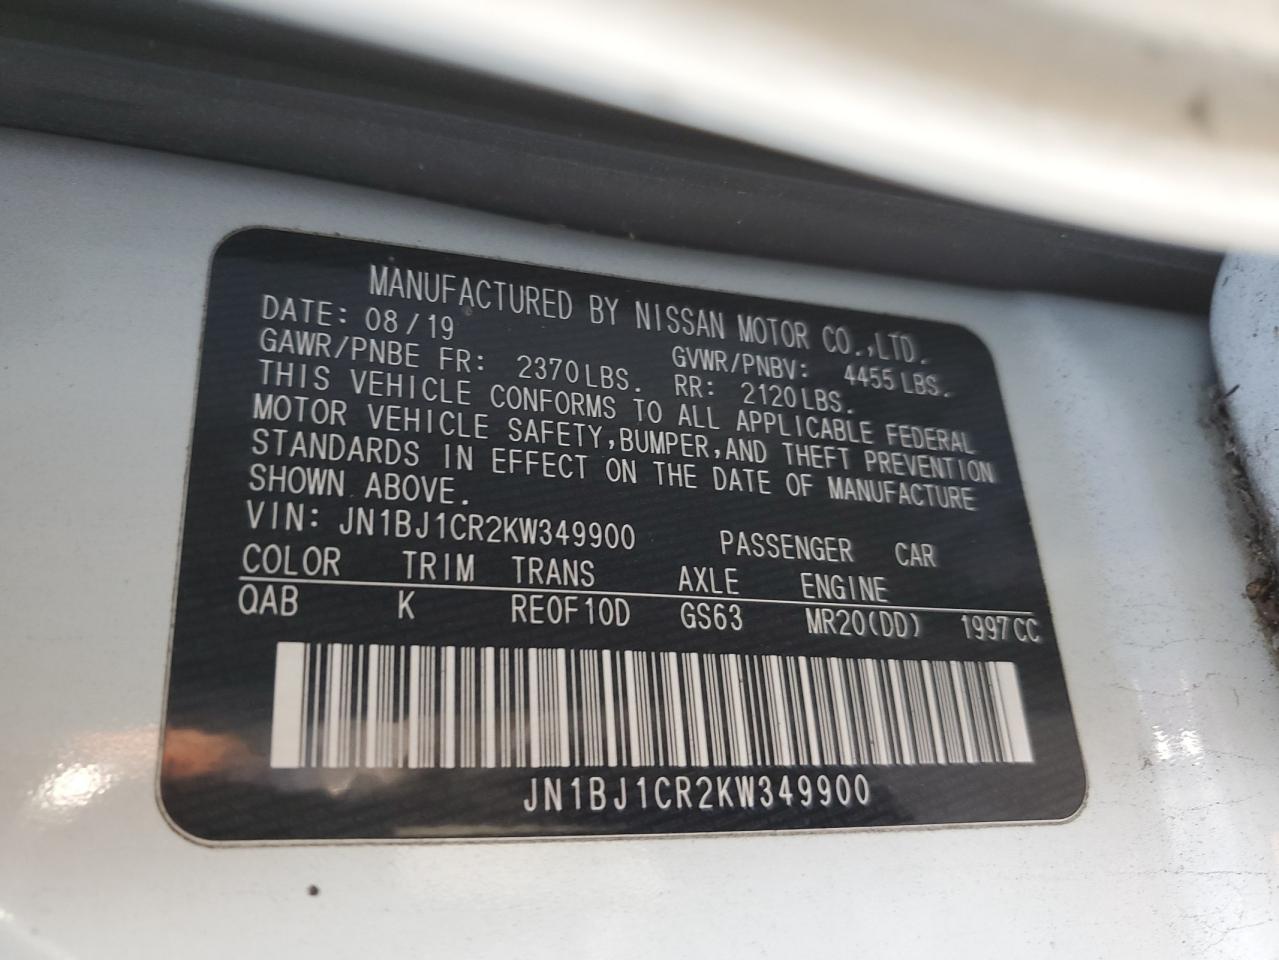 MANUFACTURED BY NISSAN MOTOR CO.,LTD.
DATE: 08/19 GVWR/PNBV: 4455 LBS.
GAWR/PNBE FR: 2370LBS. RR: 2120LBS.
THIS VEHICLE CONFORMS TO ALL APPLICABLE FEDERAL
MOTOR VEHICLE SAFETY,BUMPER,AND THEFT PREVENTION
STANDARDS IN EFFECT ON THE DATE OF MANUFACTURE
SHOWN ABOVE.
VIN: JN1BJ1CR2KW349900 PASSENGER CAR
COLOR TRIM TRANS AXLE ENGINE
QAB K RE0F10D GS63 MR20(DD) 1997CC
JN1BJ1CR2KW349900